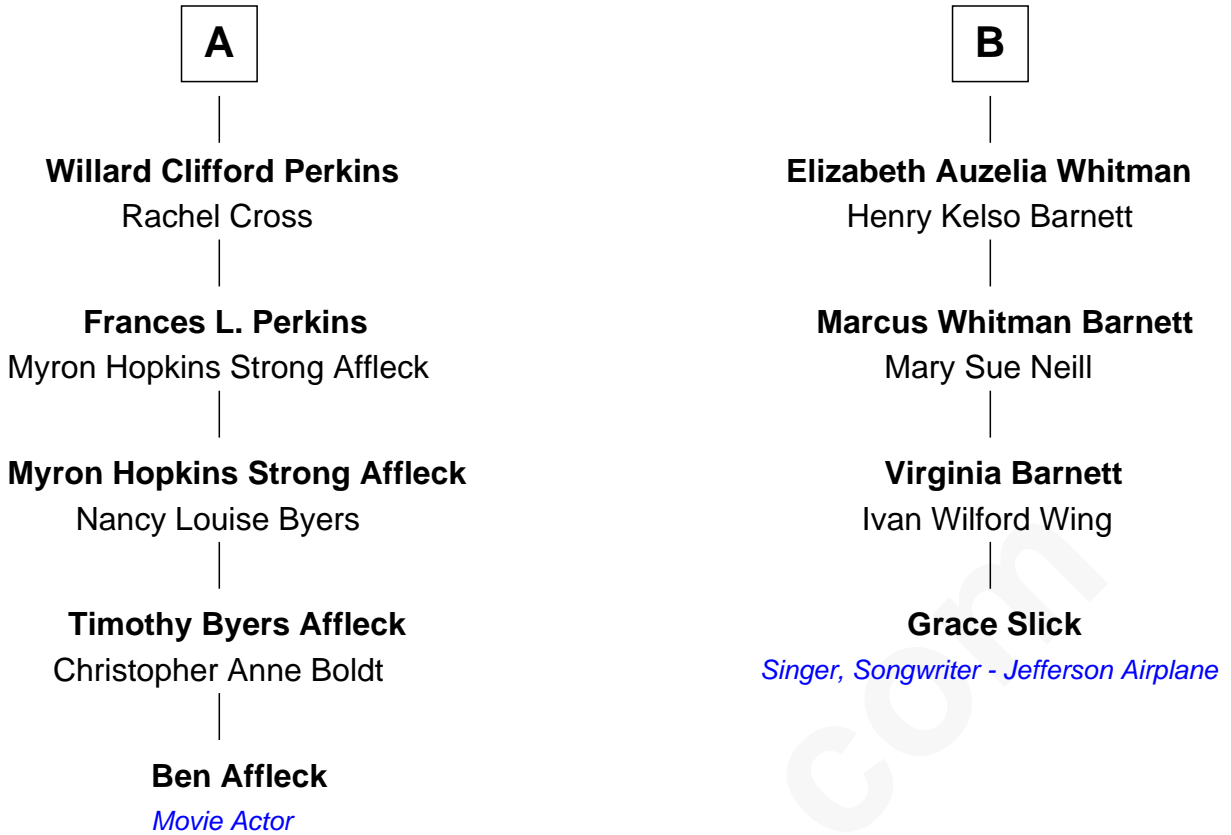 A
Willard Clifford Perkins
Rachel Cross
Frances L. Perkins
Myron Hopkins Strong Affleck
Myron Hopkins Strong Affleck
Nancy Louise Byers
Timothy Byers Affleck
Christopher Anne Boldt
Ben Affleck
Movie Actor
B
Elizabeth Auzelia Whitman
Henry Kelso Barnett
Marcus Whitman Barnett
Mary Sue Neill
Virginia Barnett
Ivan Wilford Wing
Grace Slick
Singer, Songwriter - Jefferson Airplane
com